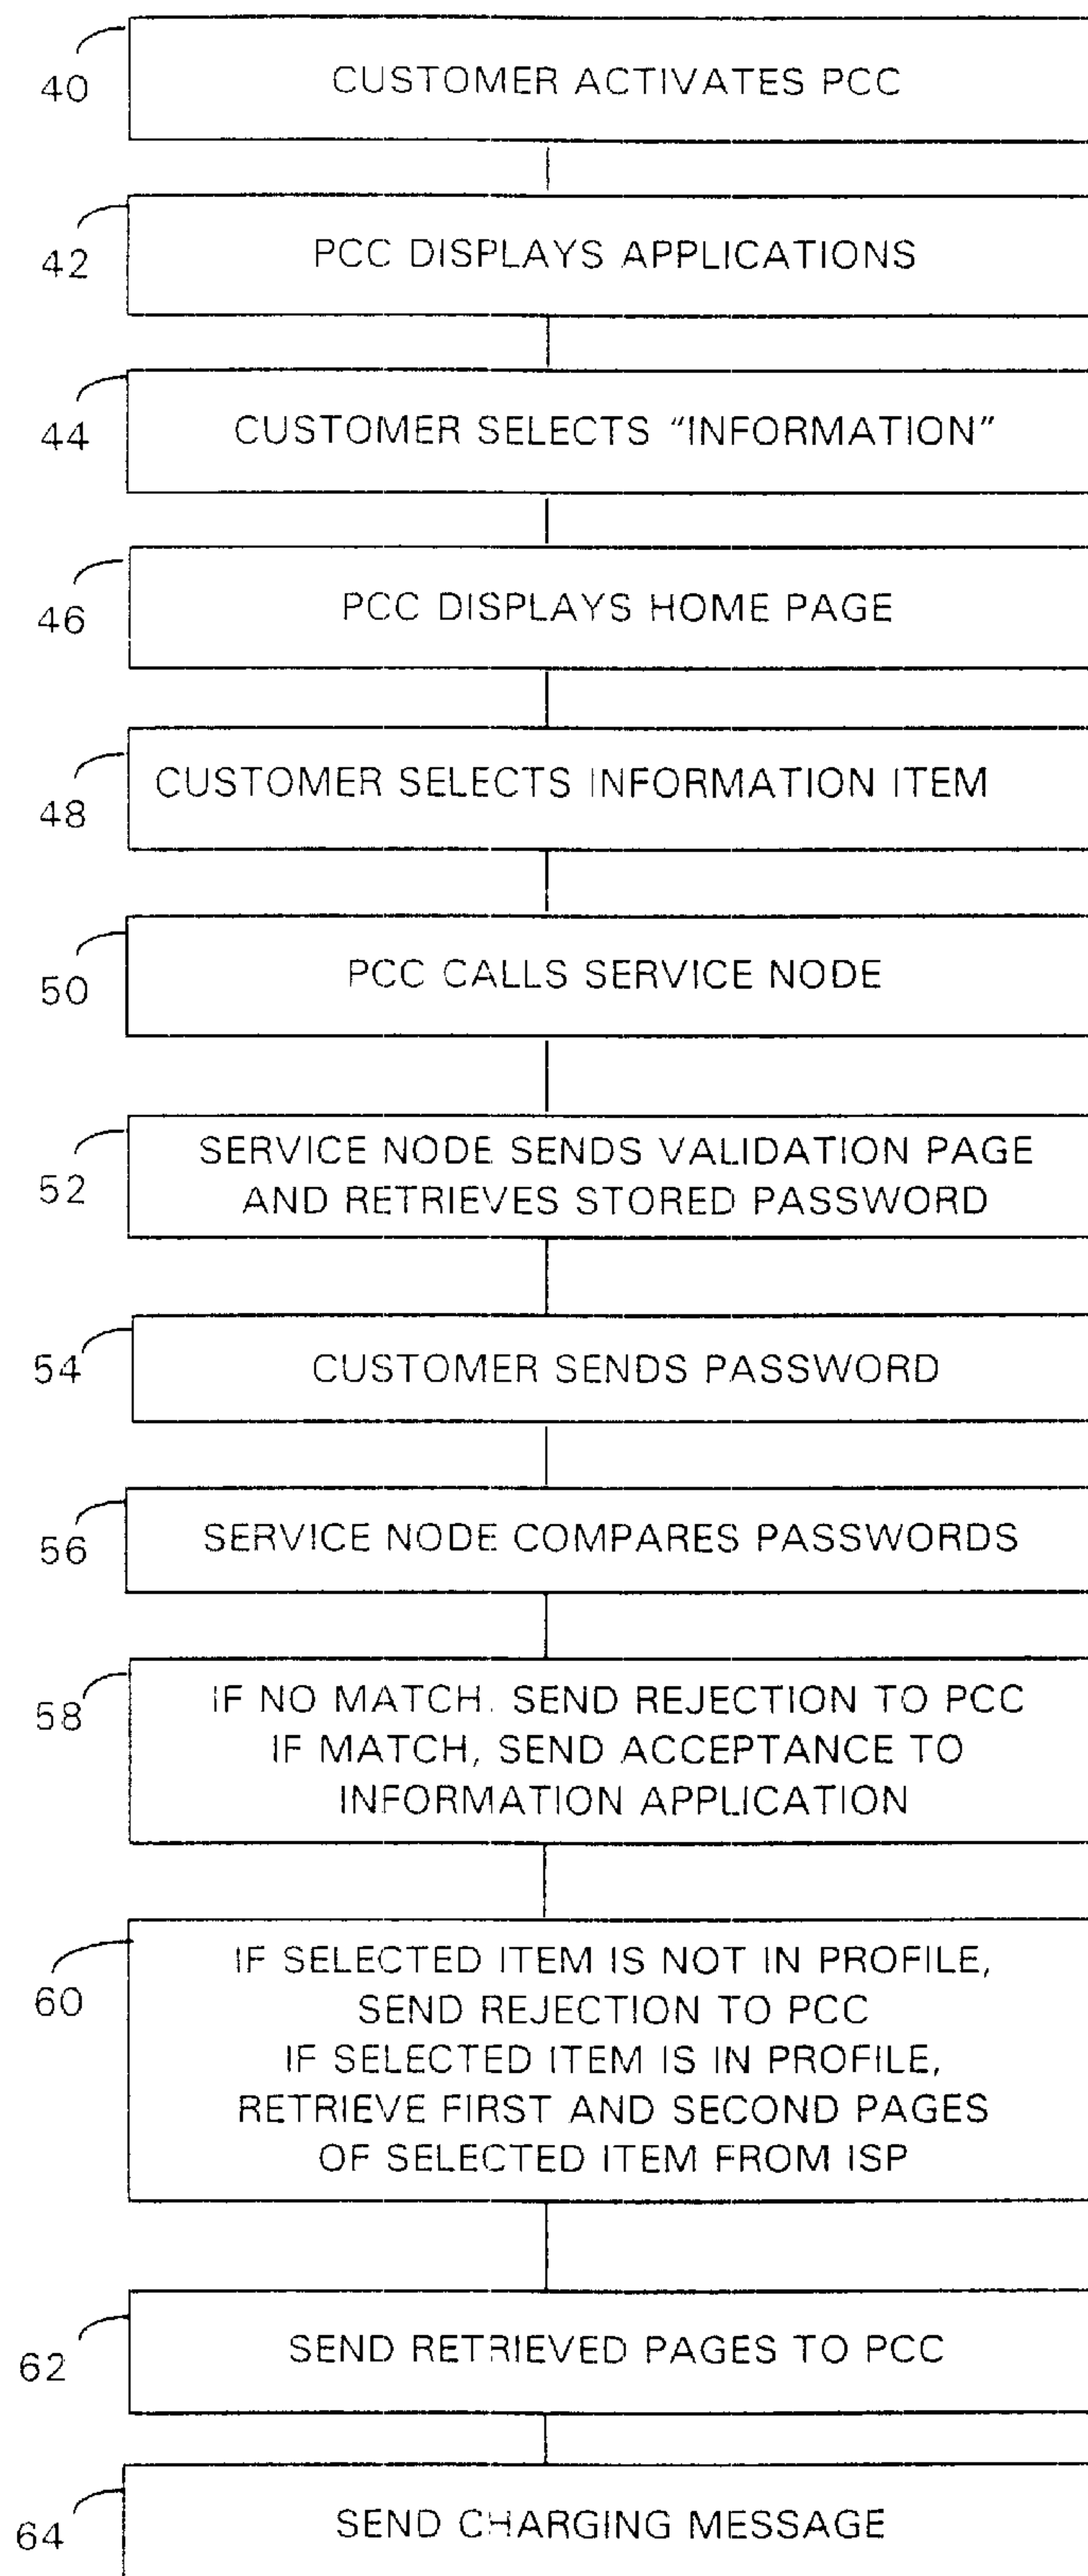 40
CUSTOMER ACTIVATES PCC
42
PCC DISPLAYS APPLICATIONS
44
CUSTOMER SELECTS "INFORMATION"
46
PCC DISPLAYS HOME PAGE
48
CUSTOMER SELECTS INFORMATION ITEM
50
PCC CALLS SERVICE NODE
52
SERVICE NODE SENDS VALIDATION PAGE
AND RETRIEVES STORED PASSWORD
54
CUSTOMER SENDS PASSWORD
56
SERVICE NODE COMPARES PASSWORDS
58
IF NO MATCH. SEND REJECTION TO PCC
IF MATCH, SEND ACCEPTANCE TO
INFORMATION APPLICATION
60
IF SELECTED ITEM IS NOT IN PROFILE,
SEND REJECTION TO PCC
IF SELECTED ITEM IS IN PROFILE,
RETRIEVE FIRST AND SECOND PAGES
OF SELECTED ITEM FROM ISP
62
SEND RETRIEVED PAGES TO PCC
64
SEND CHARGING MESSAGE